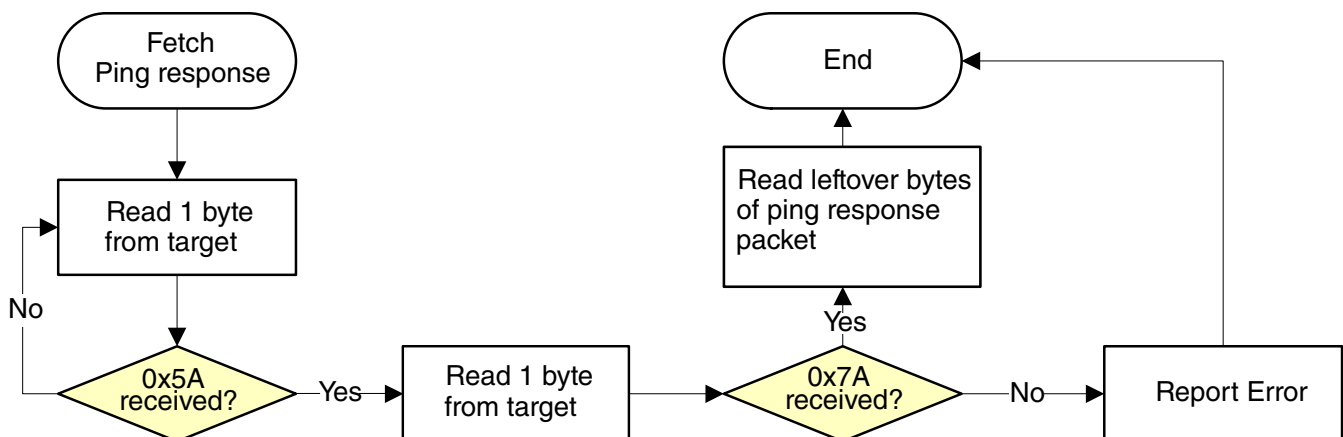 Fetch
Ping response
End
Read 1 byte
from target
Read leftover bytes
of ping response
packet
No
Yes
0x5A
received?
Yes
Read 1 byte
from target
0x7A
received?
No
Report Error